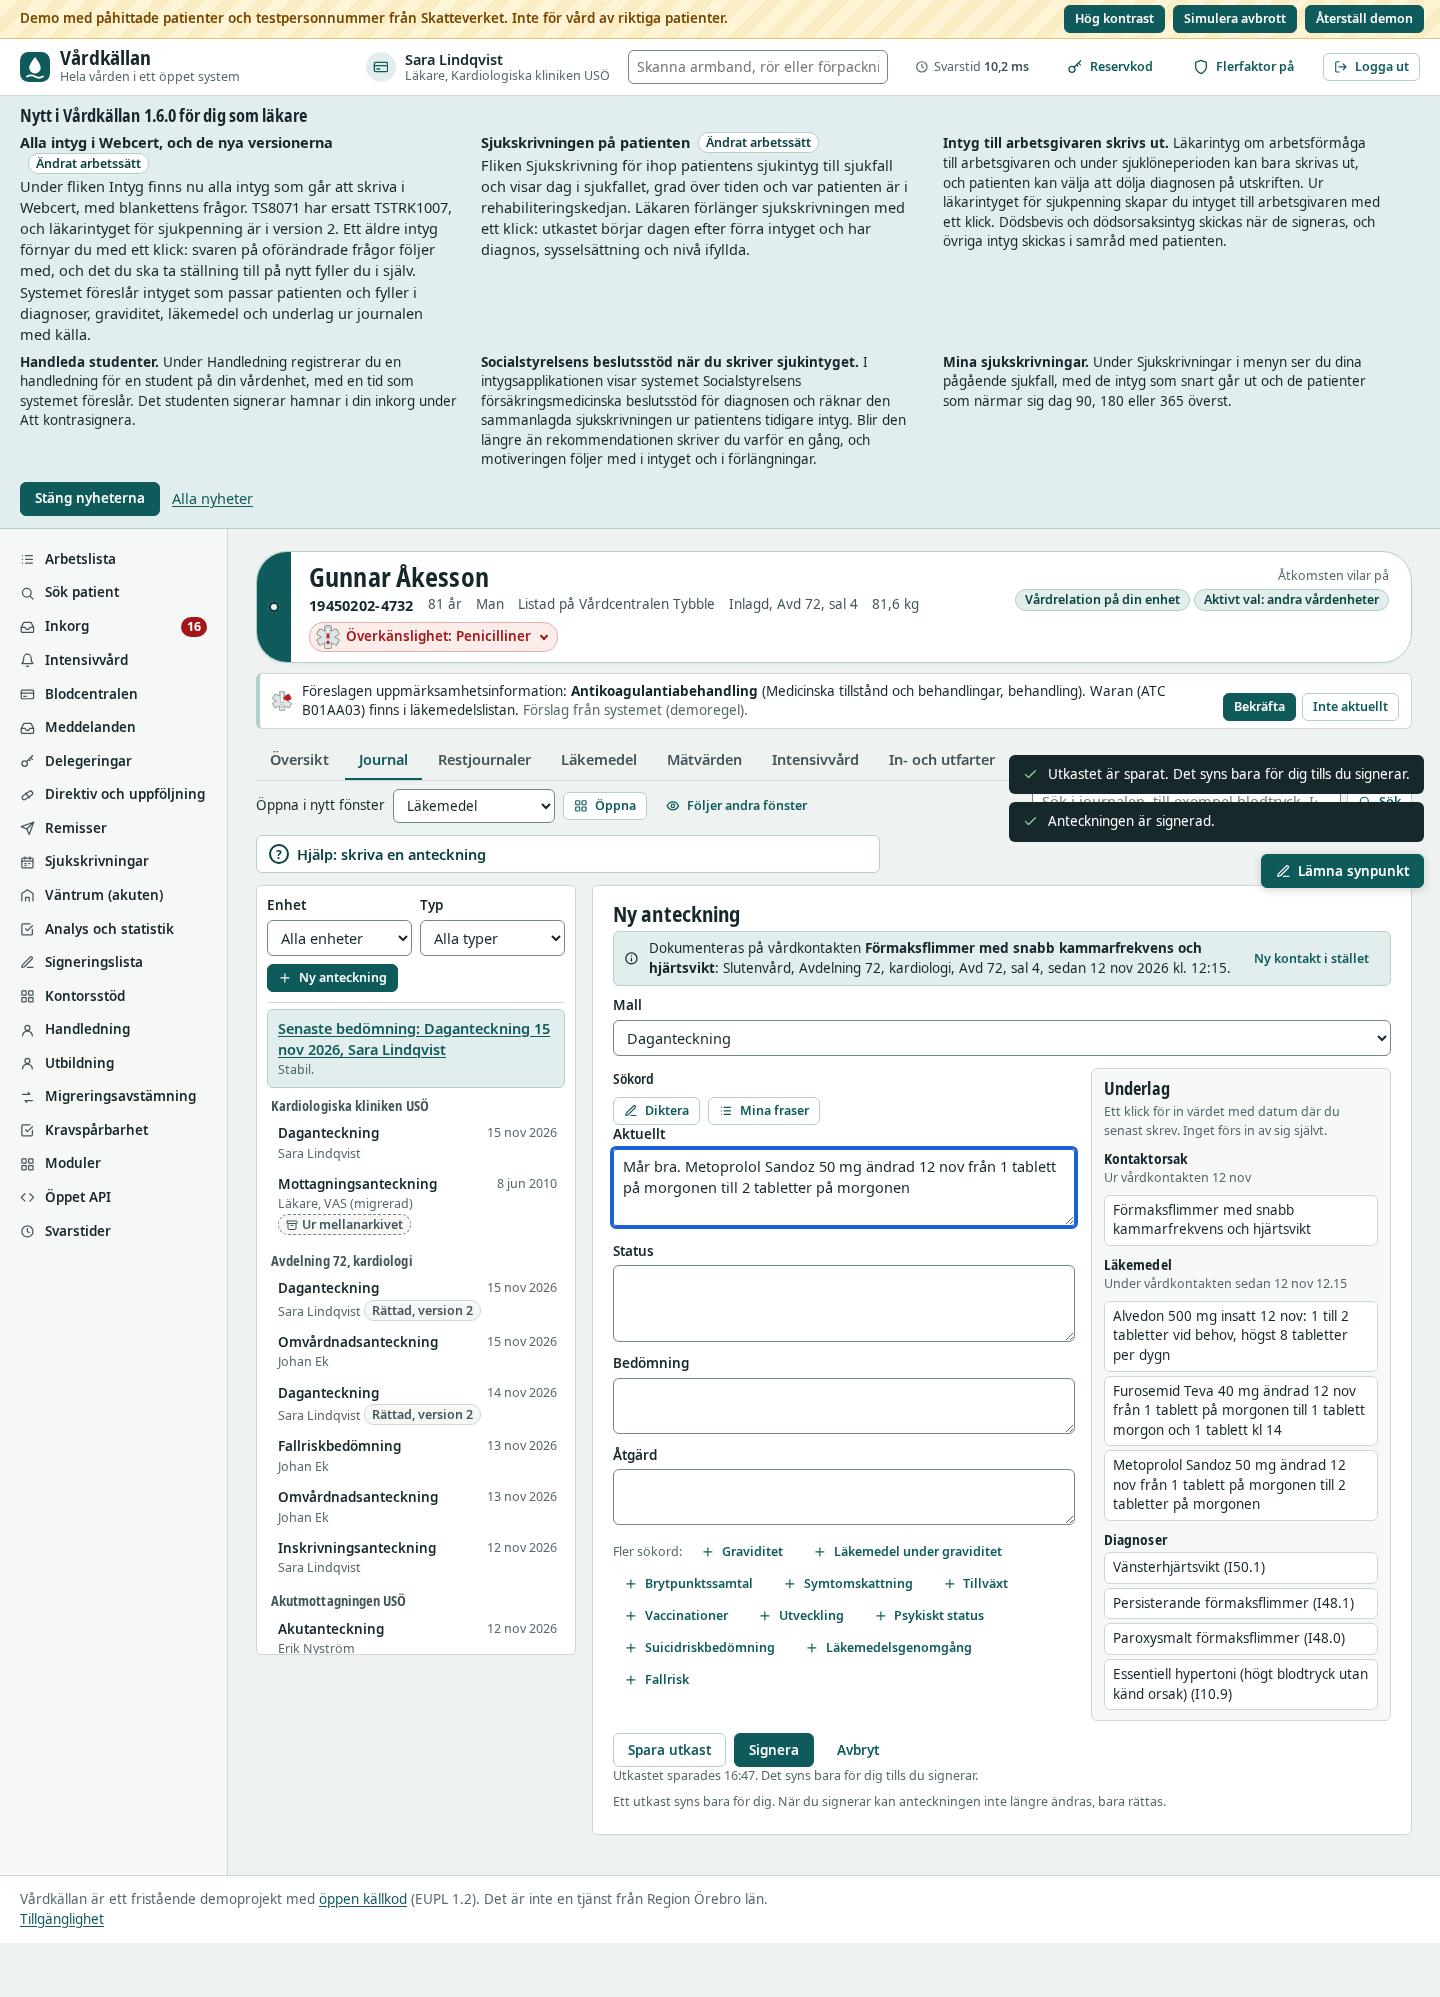 Demo med påhittade patienter och testpersonnummer från Skatteverket. Inte för vård av riktiga patienter.
Hög kontrast
Simulera avbrott
Återställ demon
Vårdkällan
Hela vården i ett öppet system
Sara Lindqvist
Läkare, Kardiologiska kliniken USÖ
Skanna armband, rör eller förpackni
Svarstid 10,2 ms
Reservkod
Flerfaktor på
Logga ut
Nytt i Vårdkällan 1.6.0 för dig som läkare
Alla intyg i Webcert, och de nya versionerna
Ändrat arbetssätt
Under fliken Intyg finns nu alla intyg som går att skriva i
Webcert, med blankettens frågor. TS8071 har ersatt TSTRK1007,
och läkarintyget för sjukpenning är i version 2. Ett äldre intyg
förnyar du med ett klick: svaren på oförändrade frågor följer
med, och det du ska ta ställning till på nytt fyller du i själv.
Systemet föreslår intyget som passar patienten och fyller i
diagnoser, graviditet, läkemedel och underlag ur journalen
med källa.
Sjukskrivningen på patienten Ändrat arbetssätt
Fliken Sjukskrivning för ihop patientens sjukintyg till sjukfall
och visar dag i sjukfallet, grad över tiden och var patienten är i
rehabiliteringskedjan. Läkaren förlänger sjukskrivningen med
ett klick: utkastet börjar dagen efter förra intyget och har
diagnos, sysselsättning och nivå ifyllda.
Intyg till arbetsgivaren skrivs ut. Läkarintyg om arbetsförmåga
till arbetsgivaren och under sjuklöneperioden kan bara skrivas ut,
och patienten kan välja att dölja diagnosen på utskriften. Ur
läkarintyget för sjukpenning skapar du intyget till arbetsgivaren med
ett klick. Dödsbevis och dödsorsaksintyg skickas när de signeras, och
övriga intyg skickas i samråd med patienten.
Handleda studenter. Under Handledning registrerar du en
handledning för en student på din vårdenhet, med en tid som
systemet föreslår. Det studenten signerar hamnar i din inkorg under
Att kontrasignera.
Socialstyrelsens beslutsstöd när du skriver sjukintyget. I
intygsapplikationen visar systemet Socialstyrelsens
försäkringsmedicinska beslutsstöd för diagnosen och räknar den
sammanlagda sjukskrivningen ur patientens tidigare intyg. Blir den
längre än rekommendationen skriver du varför en gång, och
motiveringen följer med i intyget och i förlängningar.
Mina sjukskrivningar. Under Sjukskrivningar i menyn ser du dina
pågående sjukfall, med de intyg som snart går ut och de patienter
som närmar sig dag 90, 180 eller 365 överst.
Stäng nyheterna
Alla nyheter
Arbetslista
Sök patient
Inkorg 16
Intensivvård
Blodcentralen
Meddelanden
Delegeringar
Direktiv och uppföljning
Remisser
Sjukskrivningar
Väntrum (akuten)
Analys och statistik
Signeringslista
Kontorsstöd
Handledning
Utbildning
Migreringsavstämning
Kravspårbarhet
Moduler
Öppet API
Svarstider
Gunnar Åkesson
19450202-4732 81 år Man Listad på Vårdcentralen Tybble Inlagd, Avd 72, sal 4 81,6 kg
Överkänslighet: Penicilliner
Åtkomsten vilar på
Vårdrelation på din enhet
Aktivt val: andra vårdenheter
Föreslagen uppmärksamhetsinformation: Antikoagulantiabehandling (Medicinska tillstånd och behandlingar, behandling). Waran (ATC
B01AA03) finns i läkemedelslistan. Förslag från systemet (demoregel).
Bekräfta
Inte aktuellt
Översikt
Journal
Restjournaler
Läkemedel
Mätvärden
Intensivvård
In- och utfarter
Utkastet är sparat. Det syns bara för dig tills du signerar.
Anteckningen är signerad.
Lämna synpunkt
Öppna i nytt fönster
Läkemedel
Öppna
Följer andra fönster
? Hjälp: skriva en anteckning
Enhet
Typ
Alla enheter
Alla typer
Ny anteckning
Senaste bedömning: Daganteckning 15
nov 2026, Sara Lindqvist
Stabil.
Kardiologiska kliniken USÖ
Daganteckning 15 nov 2026
Sara Lindqvist
Mottagningsanteckning 8 jun 2010
Läkare, VAS (migrerad)
Ur mellanarkivet
Avdelning 72, kardiologi
Daganteckning 15 nov 2026
Sara Lindqvist Rättad, version 2
Omvårdnadsanteckning 15 nov 2026
Johan Ek
Daganteckning 14 nov 2026
Sara Lindqvist Rättad, version 2
Fallriskbedömning 13 nov 2026
Johan Ek
Omvårdnadsanteckning 13 nov 2026
Johan Ek
Inskrivningsanteckning 12 nov 2026
Sara Lindqvist
Akutmottagningen USÖ
Akutanteckning 12 nov 2026
Erik Nyström
Ny anteckning
Dokumenteras på vårdkontakten Förmaksflimmer med snabb kammarfrekvens och
hjärtsvikt: Slutenvård, Avdelning 72, kardiologi, Avd 72, sal 4, sedan 12 nov 2026 kl. 12:15.
Ny kontakt i stället
Mall
Daganteckning
Sökord
Diktera
Mina fraser
Aktuellt
Mår bra. Metoprolol Sandoz 50 mg ändrad 12 nov från 1 tablett
på morgonen till 2 tabletter på morgonen
Status
Bedömning
Åtgärd
Fler sökord:
Graviditet
Läkemedel under graviditet
Brytpunktssamtal
Symtomskattning
Tillväxt
Vaccinationer
Utveckling
Psykiskt status
Suicidriskbedömning
Läkemedelsgenomgång
Fallrisk
Underlag
Ett klick för in värdet med datum där du
senast skrev. Inget förs in av sig självt.
Kontaktorsak
Ur vårdkontakten 12 nov
Förmaksflimmer med snabb
kammarfrekvens och hjärtsvikt
Läkemedel
Under vårdkontakten sedan 12 nov 12.15
Alvedon 500 mg insatt 12 nov: 1 till 2
tabletter vid behov, högst 8 tabletter
per dygn
Furosemid Teva 40 mg ändrad 12 nov
från 1 tablett på morgonen till 1 tablett
morgon och 1 tablett kl 14
Metoprolol Sandoz 50 mg ändrad 12
nov från 1 tablett på morgonen till 2
tabletter på morgonen
Diagnoser
Vänsterhjärtsvikt (I50.1)
Persisterande förmaksflimmer (I48.1)
Paroxysmalt förmaksflimmer (I48.0)
Essentiell hypertoni (högt blodtryck utan
känd orsak) (I10.9)
Spara utkast
Signera
Avbryt
Utkastet sparades 16:47. Det syns bara för dig tills du signerar.
Ett utkast syns bara för dig. När du signerar kan anteckningen inte längre ändras, bara rättas.
Vårdkällan är ett fristående demoprojekt med öppen källkod (EUPL 1.2). Det är inte en tjänst från Region Örebro län.
Tillgänglighet